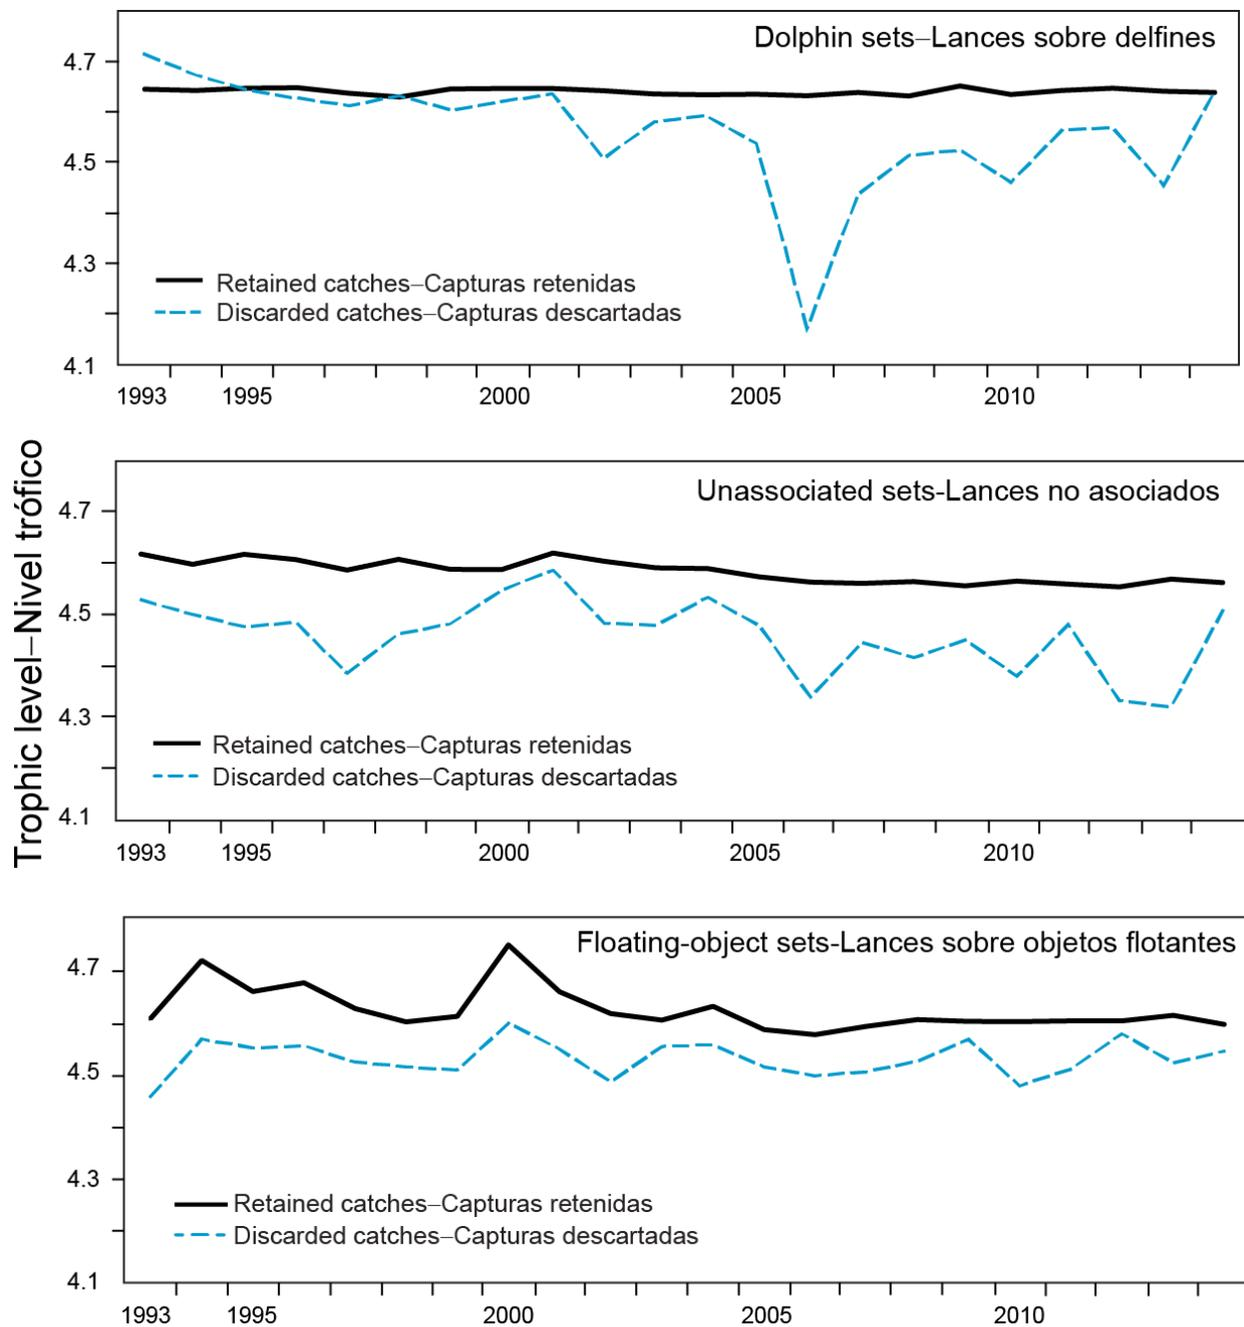 Dolphin sets–Lances sobre delfines
4.7
4.5
4.3
4.1
Retained catches–Capturas retenidas
Discarded catches–Capturas descartadas
1993 1995 2000 2005 2010
Trophic level–Nivel trófico
Unassociated sets-Lances no asociados
4.7
4.5
4.3
4.1
Retained catches–Capturas retenidas
Discarded catches–Capturas descartadas
1993 1995 2000 2005 2010
Floating-object sets-Lances sobre objetos flotantes
4.7
4.5
4.3
4.1
Retained catches–Capturas retenidas
Discarded catches–Capturas descartadas
1993 1995 2000 2005 2010